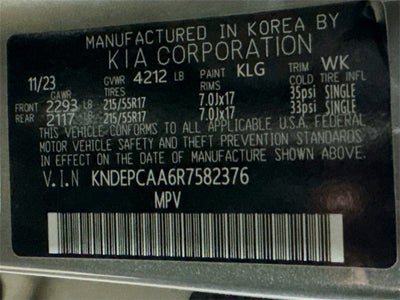 MANUFACTURED IN KOREA BY
KIA CORPORATION
11/23 GVWR 4212 LB PAINT KLG TRIM WK
GAWR TIRES RIMS COLD TIRE INFL
FRONT 2293 LB 215/55R17 7.0Jx17 35psi SINGLE
REAR 2117 LB 215/55R17 7.0Jx17 33psi SINGLE
THIS VEHICLE CONFORMS TO ALL APPLICABLE U.S.A. FEDERAL
MOTOR VEHICLE SAFETY AND THEFT PREVENTION STANDARDS
IN EFFECT ON THE DATE OF MANUFACTURE SHOWN ABOVE.
V.I.N KNDEPCAA6R7582376
MPV